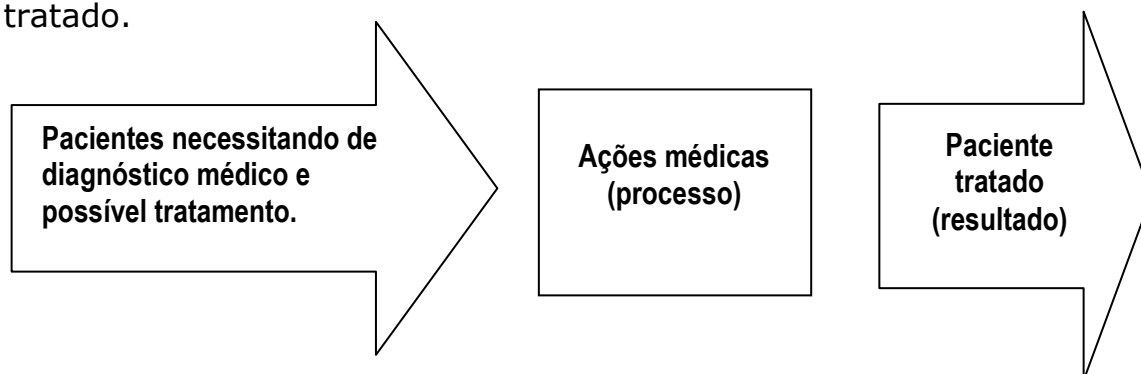 tratado.
Pacientes necessitando de
diagnóstico médico e
possível tratamento.
Ações médicas
(processo)
Paciente
tratado
(resultado)